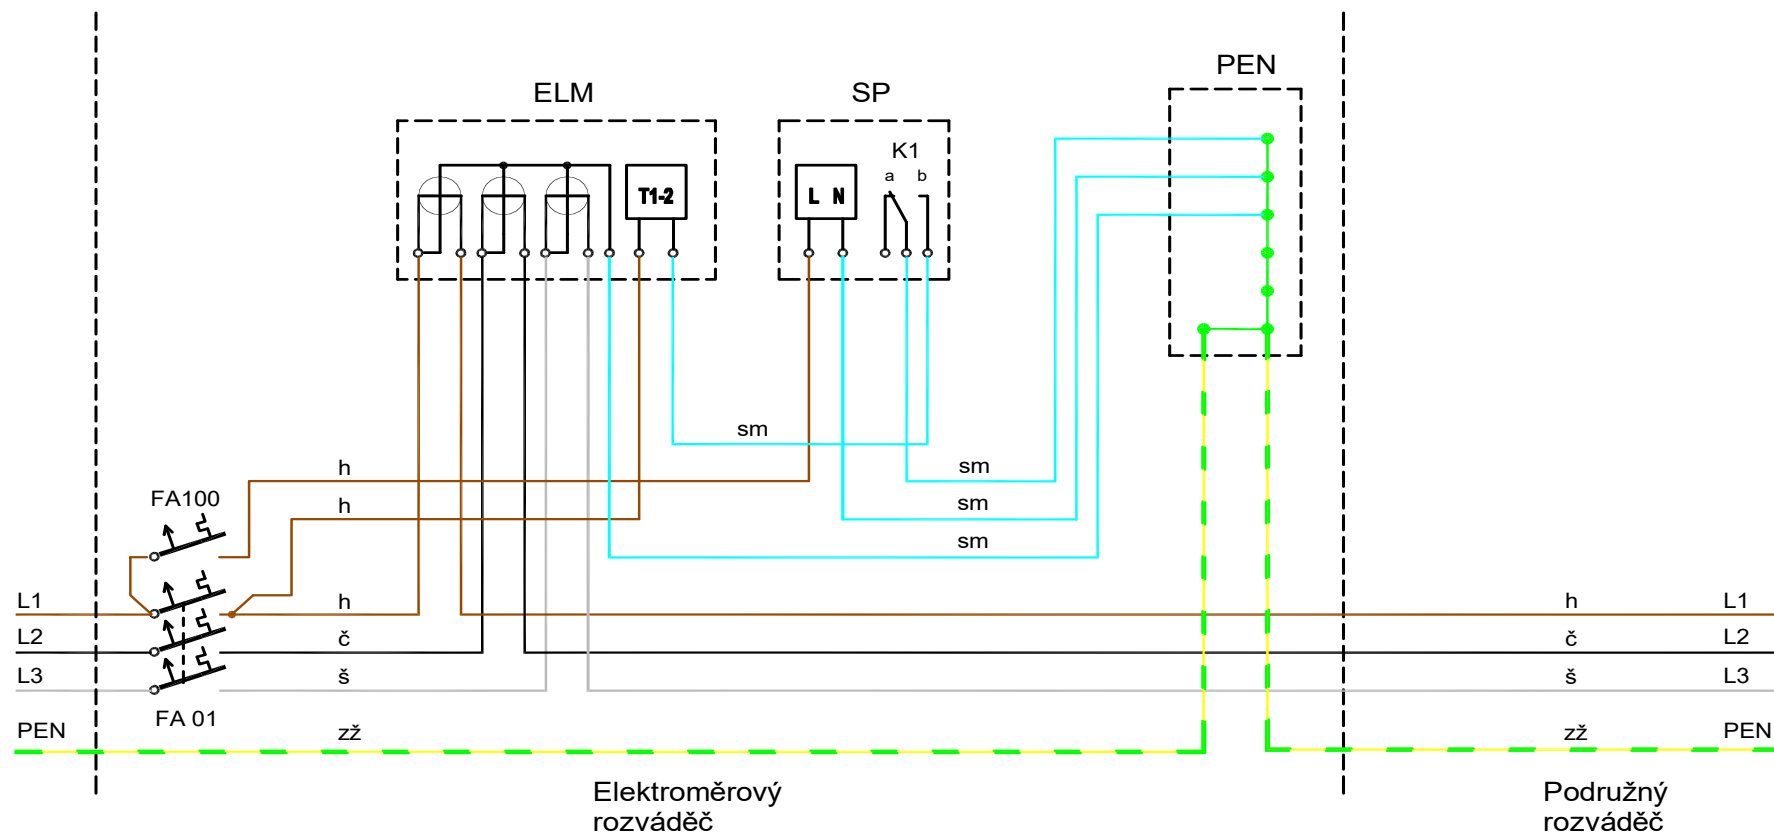 PEN
ELM
SP
K1
a b
T1-2
L N
sm
h
sm
FA100
h
sm
sm
L1
h
h
L1
L2
č
č
L2
L3
š
š
L3
FA 01
PEN
zž
zž
PEN
Elektroměrový
rozváděč
Podružný
rozváděč